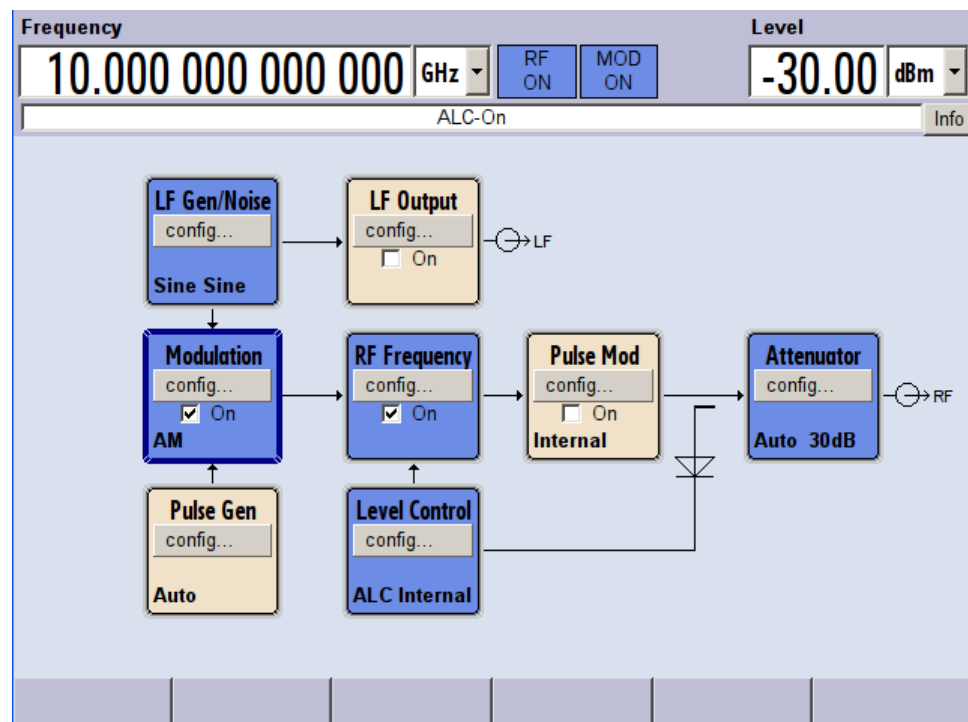 Frequency
Level
10.000 000 000 000 GHz
RF ON
MOD ON
-30.00 dBm
ALC-On
Info
LF Gen/Noise
config...
Sine Sine
LF Output
config...
On
LF
Modulation
config...
On
AM
RF Frequency
config...
On
Pulse Mod
config...
On
Internal
Attenuator
config...
Auto 30dB
RF
Pulse Gen
config...
Auto
Level Control
config...
ALC Internal